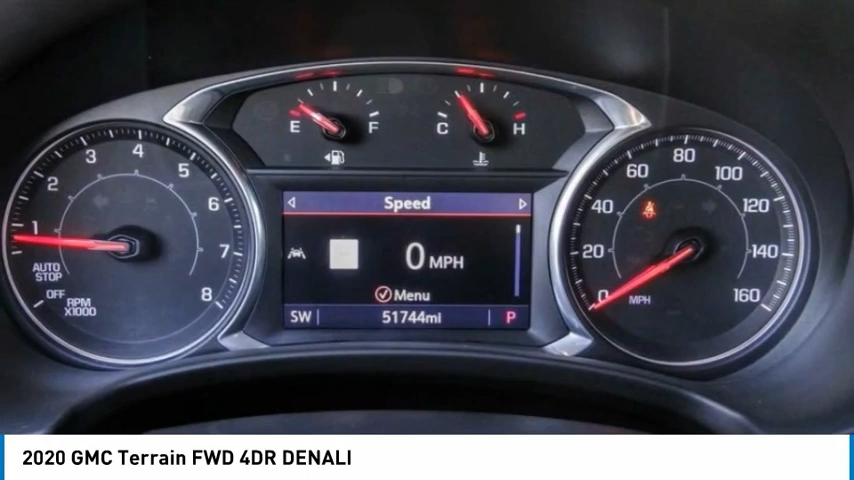 E F C H
1 2 3 4 5 6 7 8
AUTO
STOP
OFF
RPM
X1000
Speed
0 MPH
Menu
SW 51744mi P
0 20 40 60 80 100 120 140 160
MPH
2020 GMC Terrain FWD 4DR DENALI